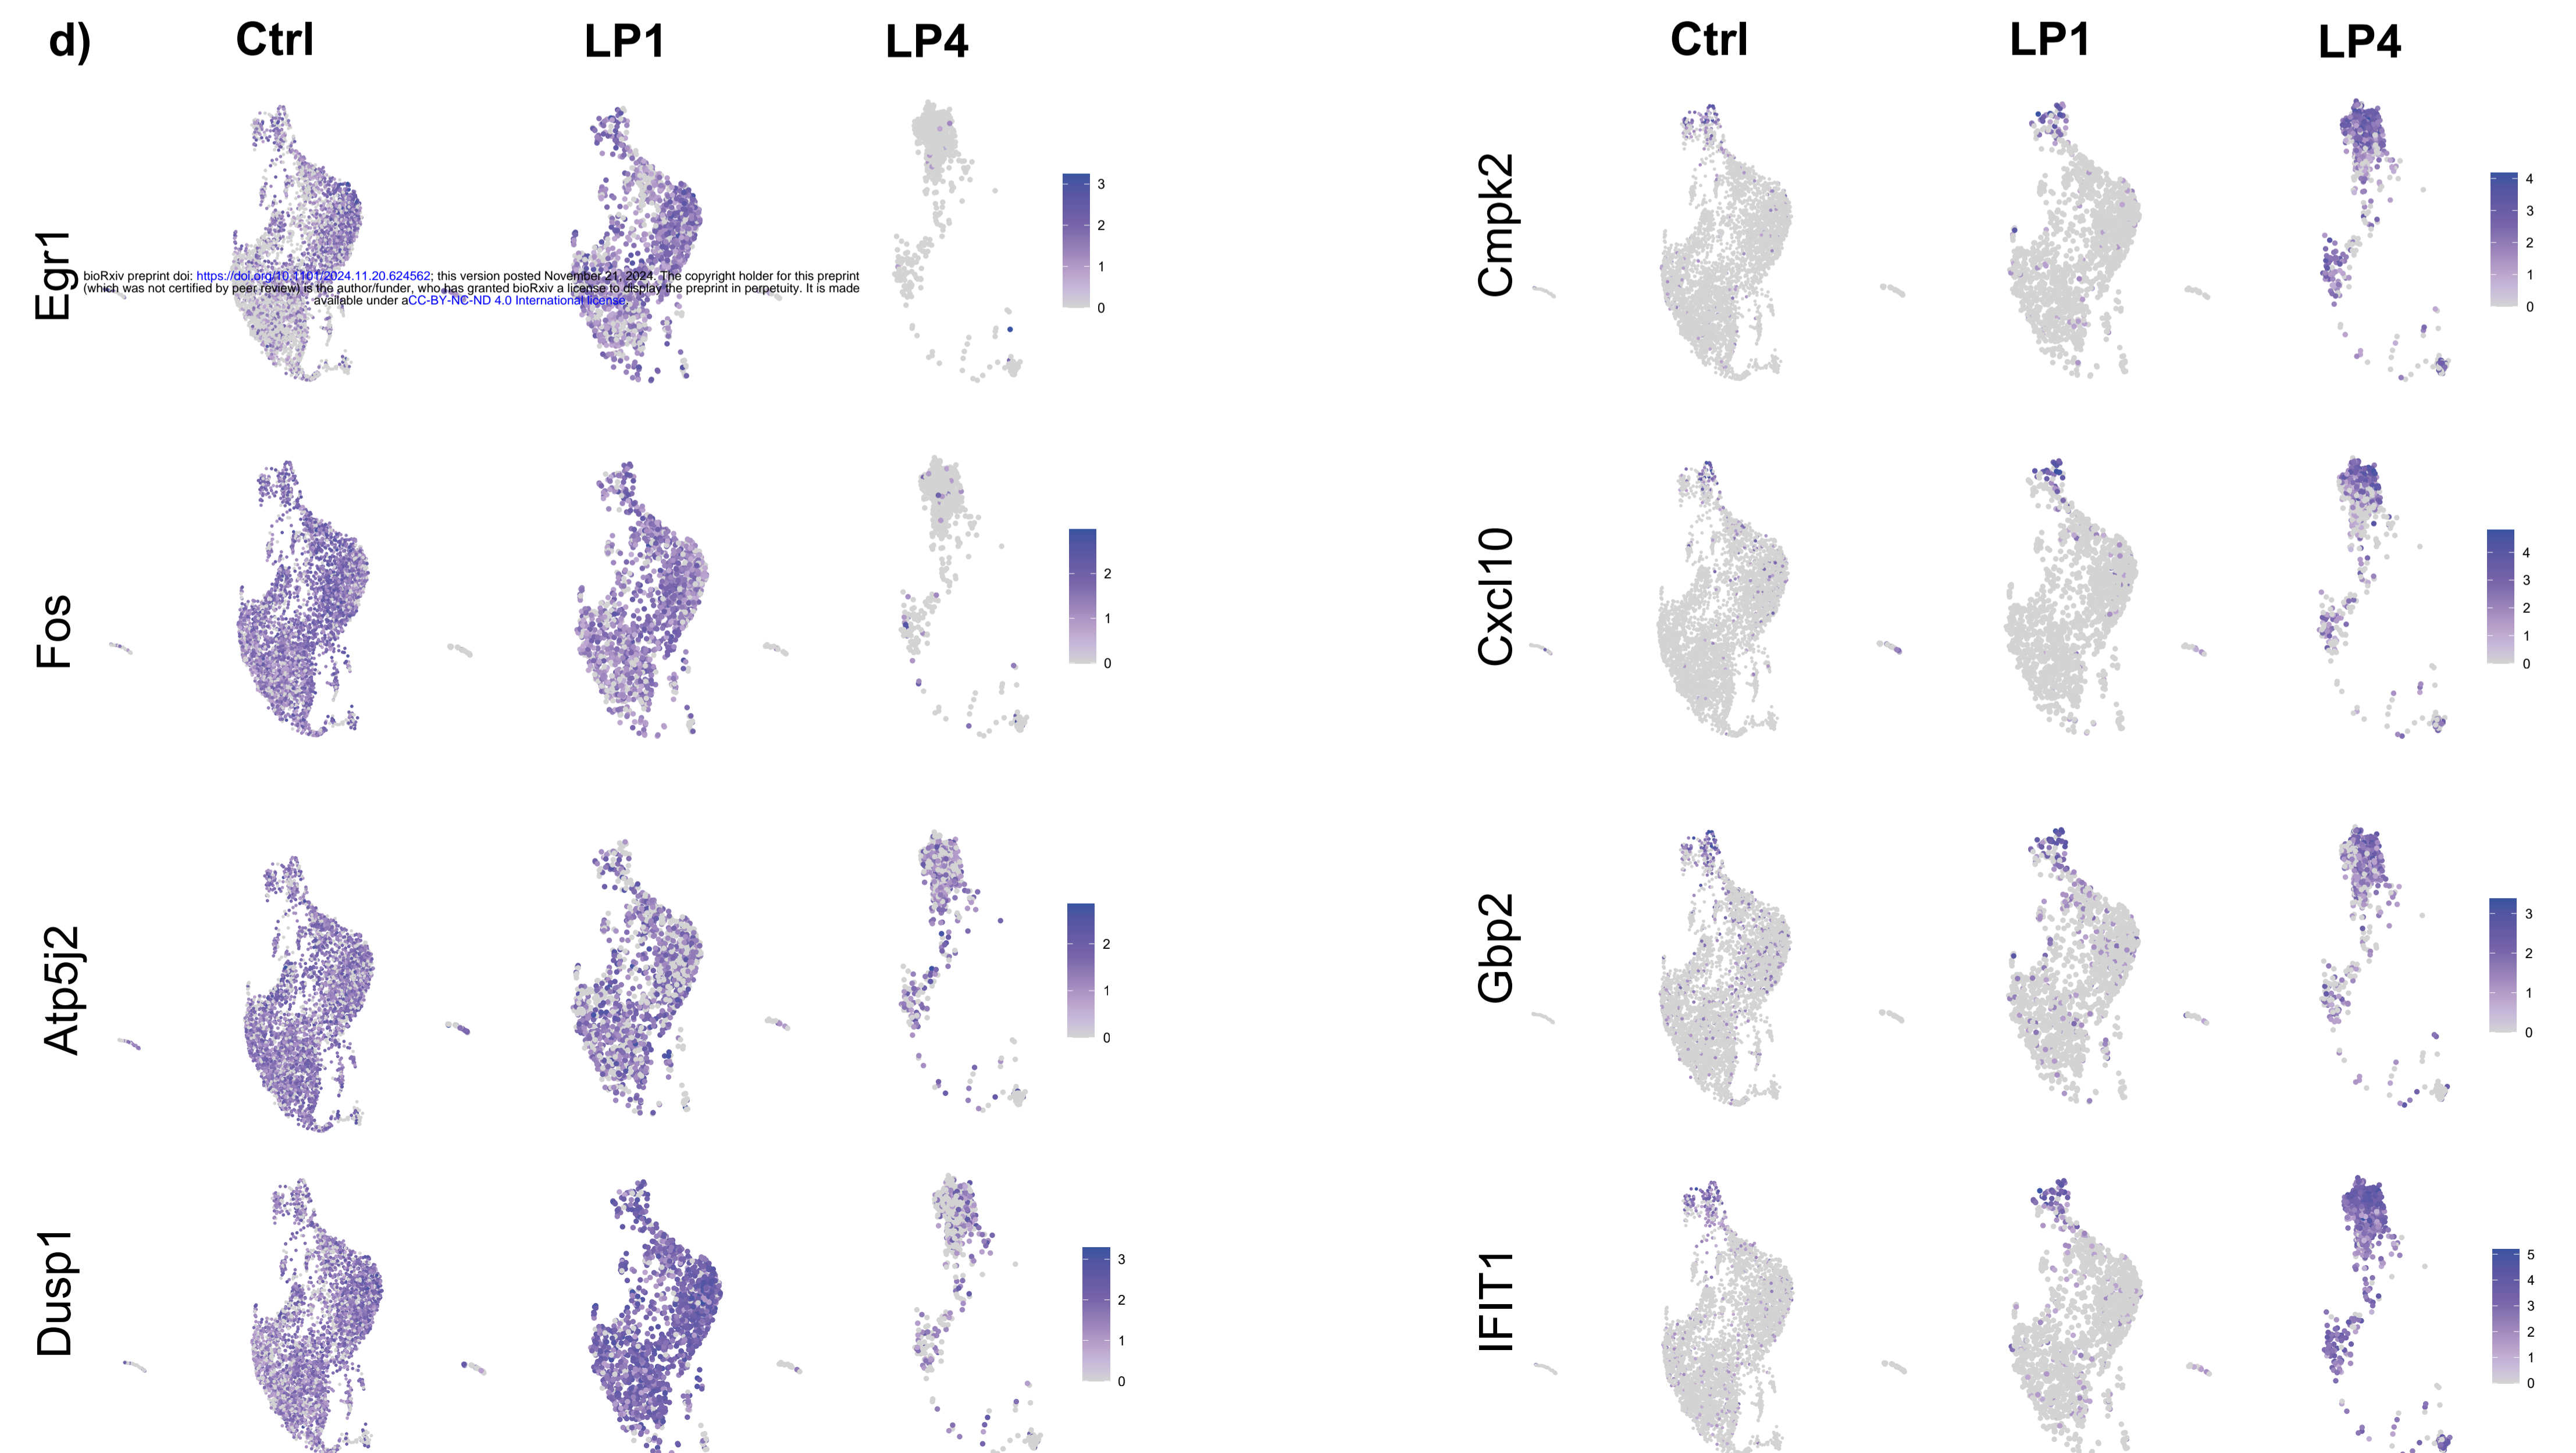 d) Ctrl LP1 LP4 Ctrl LP1 LP4
Egr1
3
2
1
0
bioRxiv preprint doi: https://doi.org/10.1101/2024.11.20.624562; this version posted November 21, 2024. The copyright holder for this preprint
(which was not certified by peer review) is the author/funder, who has granted bioRxiv a license to display the preprint in perpetuity. It is made
available under aCC-BY-NC-ND 4.0 International license.
Cmpk2
4
3
2
1
0
Fos
2
1
0
Cxcl10
4
3
2
1
0
Atp5j2
2
1
0
Gbp2
3
2
1
0
Dusp1
3
2
1
0
IFIT1
5
4
3
2
1
0